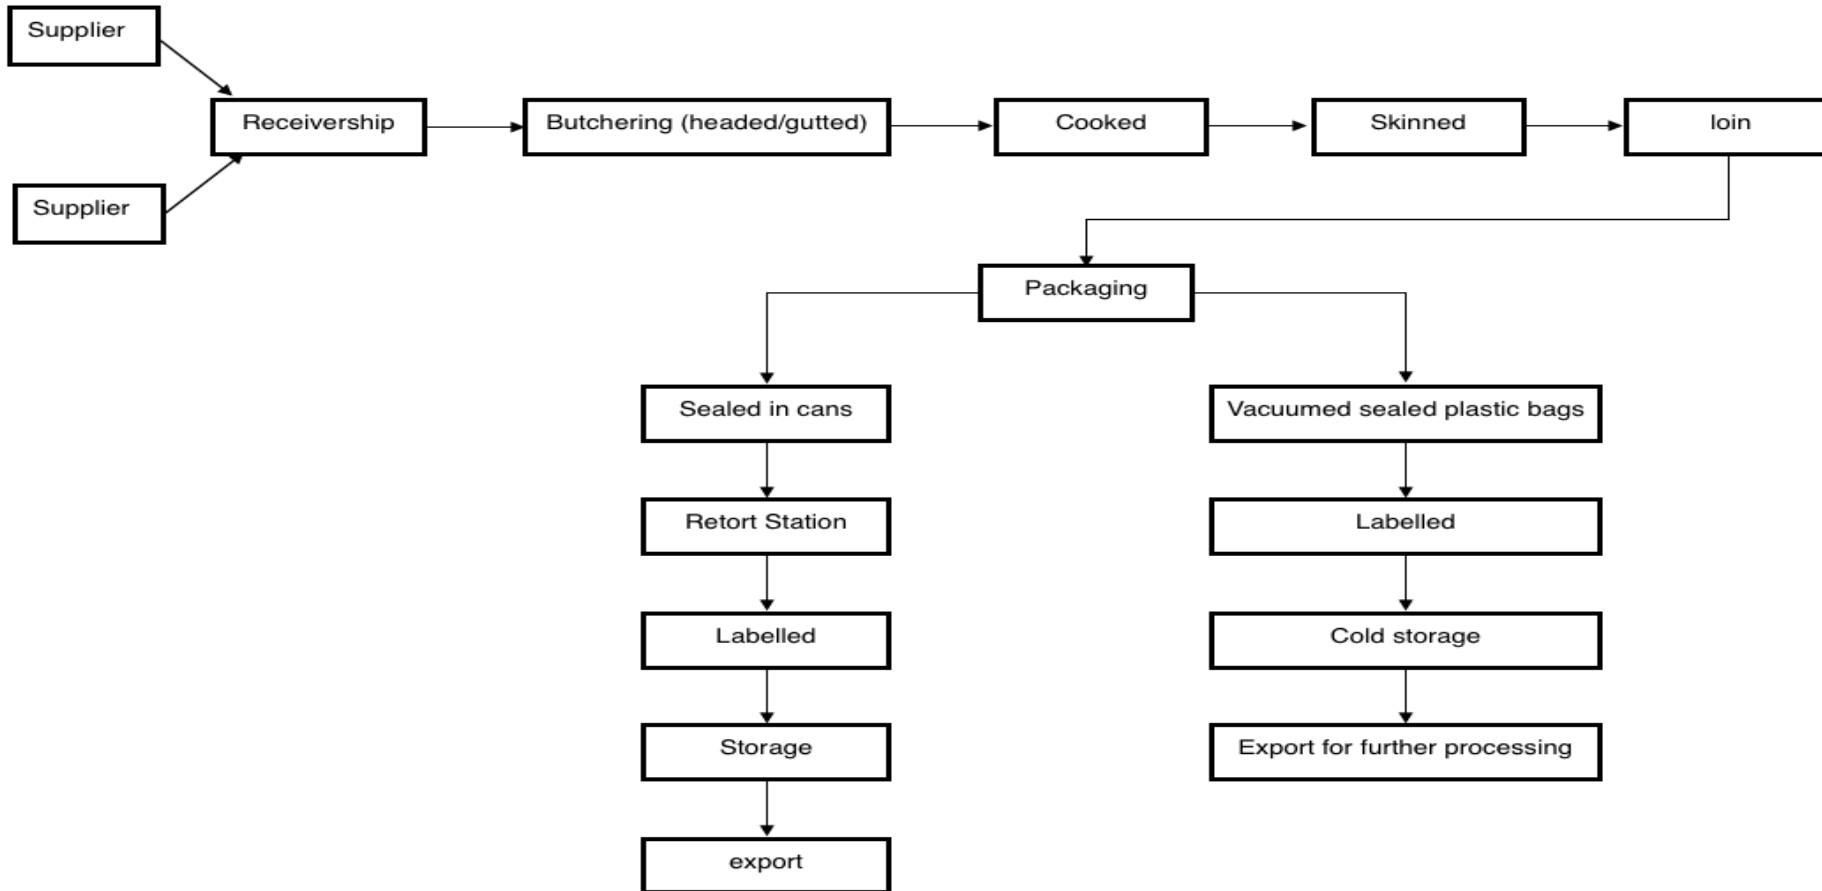 Supplier
Supplier
Receivership
Butchering (headed/gutted)
Cooked
Skinned
loin
Packaging
Sealed in cans
Retort Station
Labelled
Storage
export
Vacuumed sealed plastic bags
Labelled
Cold storage
Export for further processing